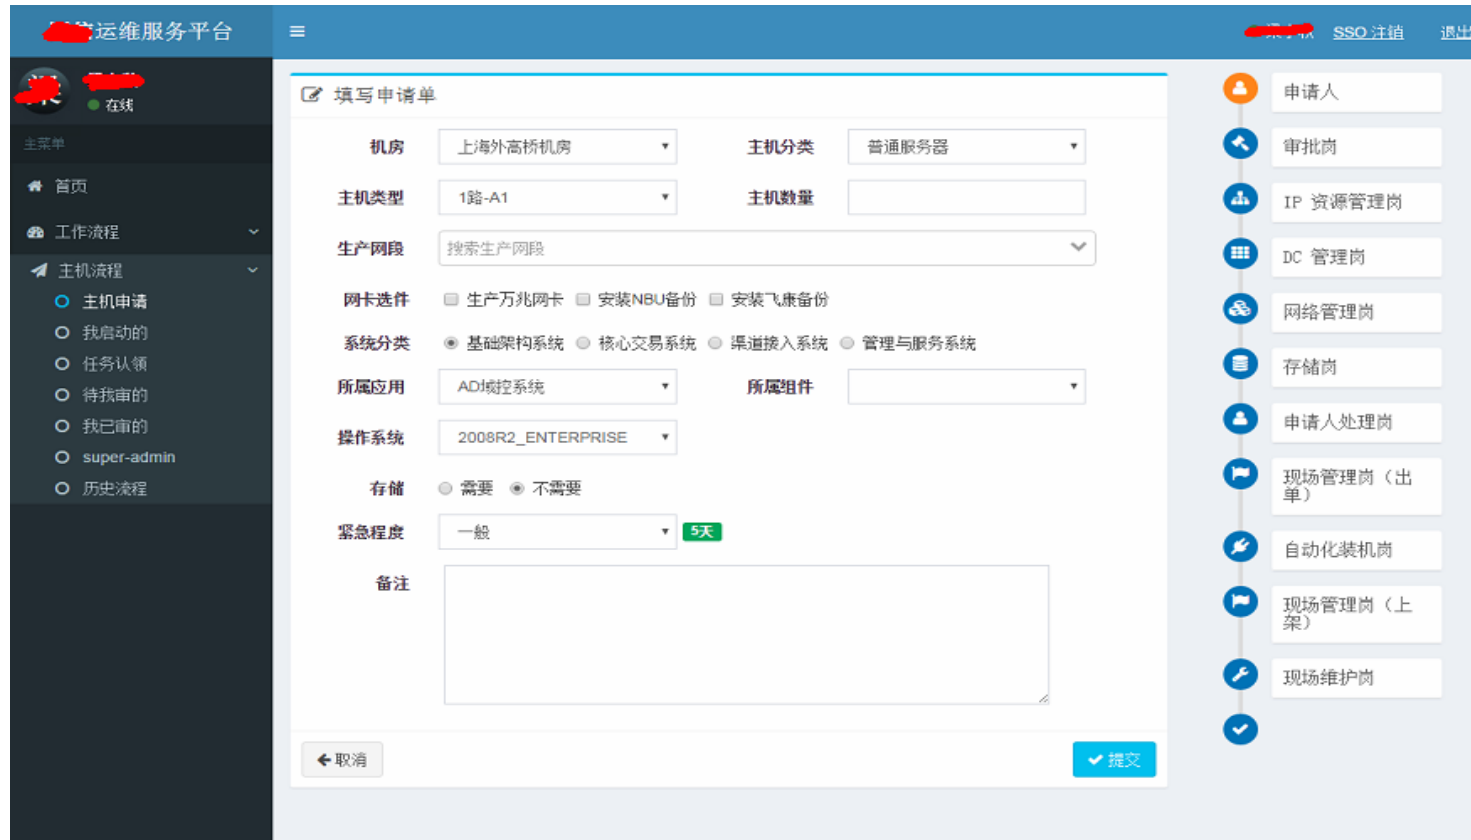 运维服务平台
SSO 注销
退出
在线
主菜单
首页
工作流程
主机流程
主机申请
我启动的
任务认领
待我审的
我已审的
super-admin
历史流程
填写申请单
机房 上海外高桥机房 主机分类 普通服务器
主机类型 1路-A1 主机数量
生产网段 搜索生产网段
网卡选件 生产万兆网卡 安装NBU备份 安装飞康备份
系统分类 基础架构系统 核心交易系统 渠道接入系统 管理与服务系统
所属应用 AD域控系统 所属组件
操作系统 2008R2_ENTERPRISE
存储 需要 不需要
紧急程度 一般 5天
备注
取消 提交
申请人
审批岗
IP 资源管理岗
DC 管理岗
网络管理岗
存储岗
申请人处理岗
现场管理岗（出
单）
自动化装机岗
现场管理岗（上
架）
现场维护岗